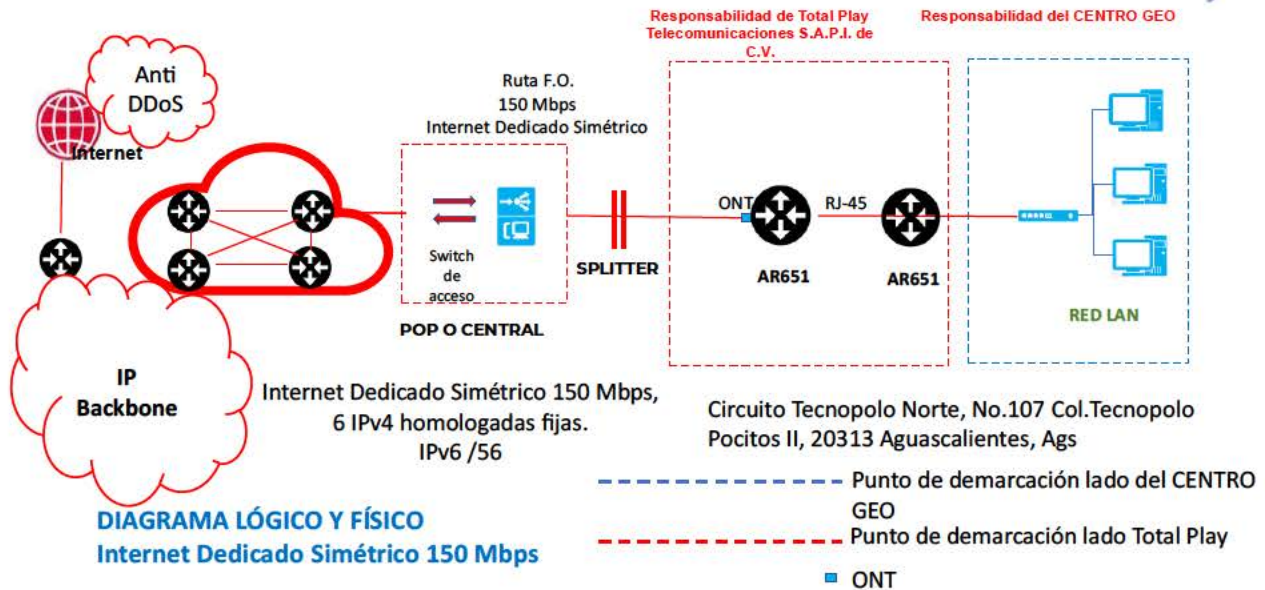 Responsabilidad de Total Play
Telecomunicaciones S.A.P.I. de
C.V.
Responsabilidad del CENTRO GEO
Anti
DDoS
Internet
Ruta F.O.
150 Mbps
Internet Dedicado Simétrico
Switch
de
acceso
POP O CENTRAL
SPLITTER
ONT
RJ-45
AR651
AR651
RED LAN
IP
Backbone
Internet Dedicado Simétrico 150 Mbps,
6 IPv4 homologadas fijas.
IPv6 /56
Circuito Tecnopolo Norte, No.107 Col.Tecnopolo
Pocitos II, 20313 Aguascalientes, Ags
Punto de demarcación lado del CENTRO
GEO
Punto de demarcación lado Total Play
ONT
DIAGRAMA LÓGICO Y FÍSICO
Internet Dedicado Simétrico 150 Mbps